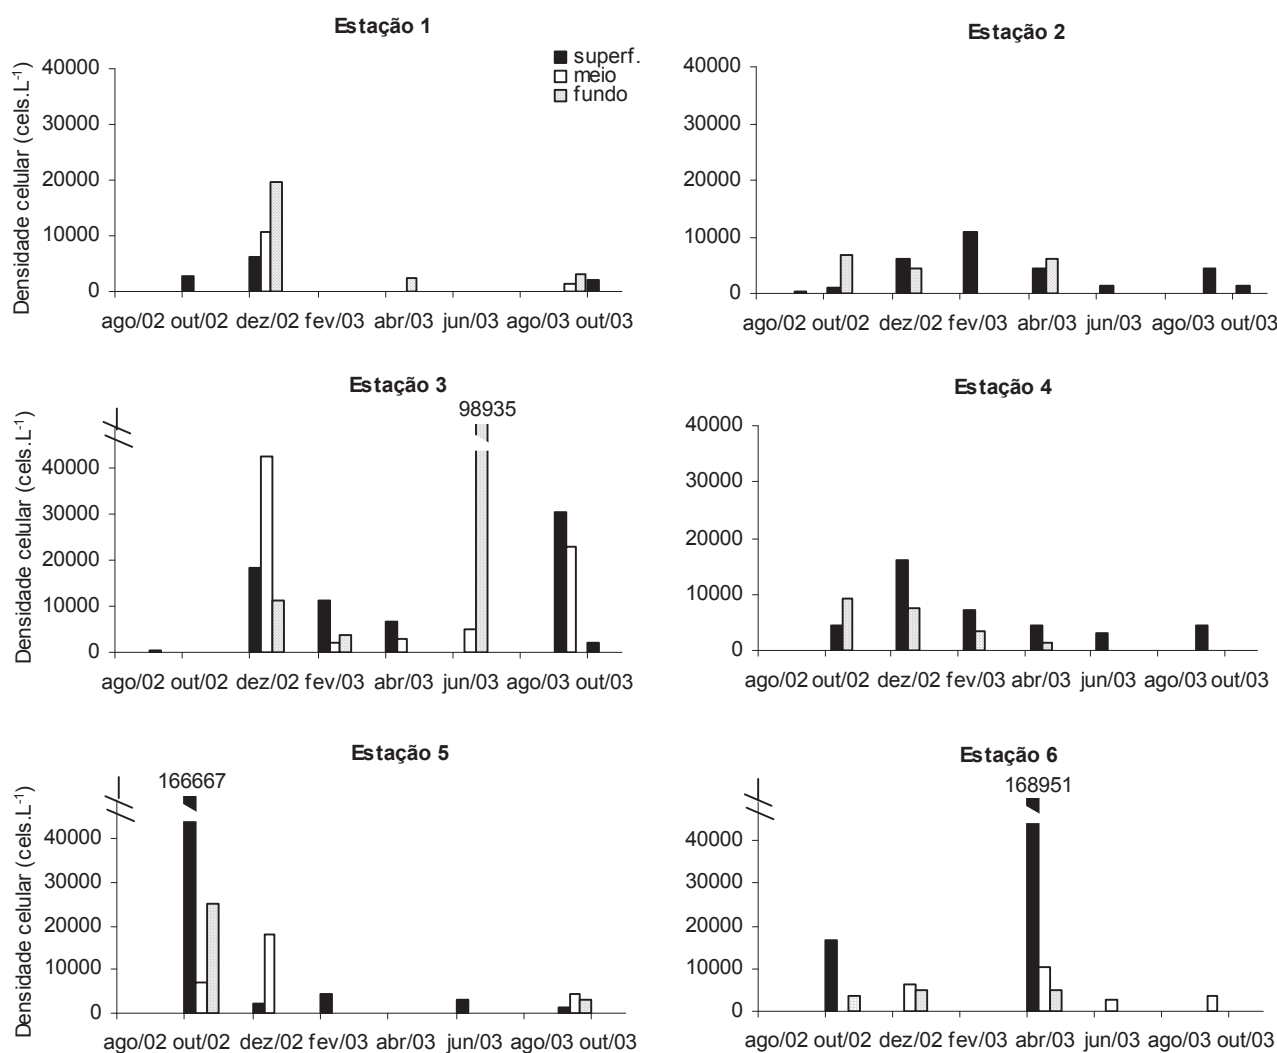 Estação 1
superf.
meio
fundo
Densidade celular (cels.L-1)
40000
30000
20000
10000
0
ago/02 out/02 dez/02 fev/03 abr/03 jun/03 ago/03 out/03
Estação 2
40000
30000
20000
10000
0
ago/02 out/02 dez/02 fev/03 abr/03 jun/03 ago/03 out/03
Estação 3
98935
Densidade celular (cels.L-1)
40000
30000
20000
10000
0
ago/02 out/02 dez/02 fev/03 abr/03 jun/03 ago/03 out/03
Estação 4
40000
30000
20000
10000
0
ago/02 out/02 dez/02 fev/03 abr/03 jun/03 ago/03 out/03
Estação 5
166667
Densidade celular (cels.L-1)
40000
30000
20000
10000
0
ago/02 out/02 dez/02 fev/03 abr/03 jun/03 ago/03 out/03
Estação 6
168951
40000
30000
20000
10000
0
ago/02 out/02 dez/02 fev/03 abr/03 jun/03 ago/03 out/03